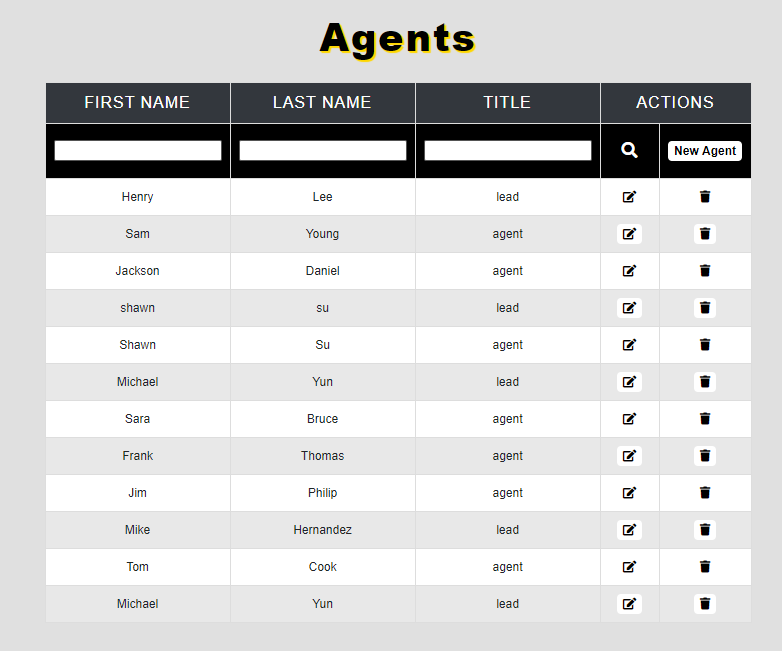 Agents
FIRST NAME LAST NAME TITLE ACTIONS
New Agent
Henry Lee lead
Sam Young agent
Jackson Daniel agent
shawn su lead
Shawn Su agent
Michael Yun lead
Sara Bruce agent
Frank Thomas agent
Jim Philip agent
Mike Hernandez lead
Tom Cook agent
Michael Yun lead